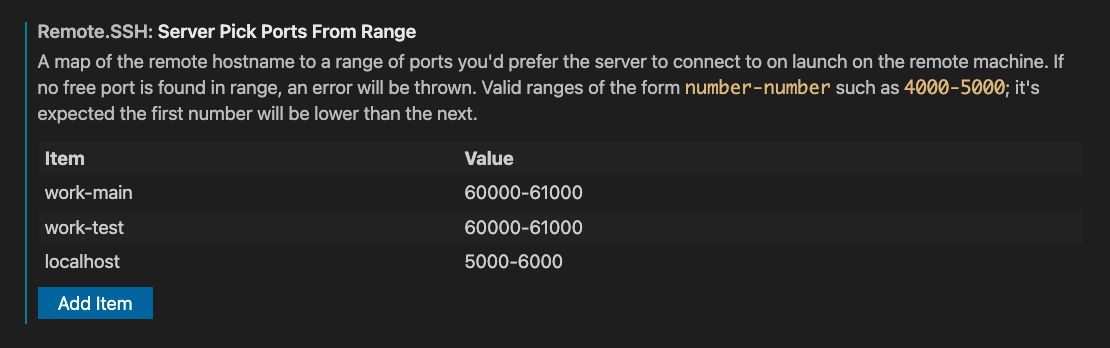 Remote.SSH: Server Pick Ports From Range
A map of the remote hostname to a range of ports you'd prefer the server to connect to on launch on the remote machine. If
no free port is found in range, an error will be thrown. Valid ranges of the form number-number such as 4000-5000; it's
expected the first number will be lower than the next.
Item Value
work-main 60000-61000
work-test 60000-61000
localhost 5000-6000
Add Item